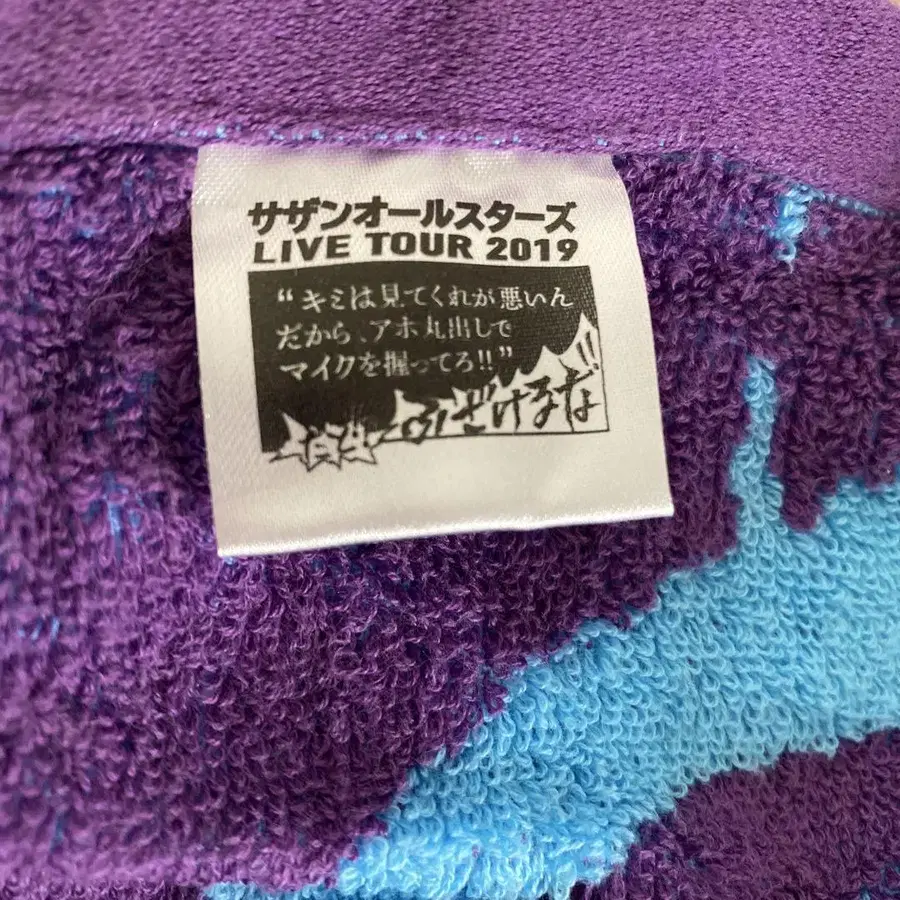 サザンオールスターズ
LIVE TOUR 2019
“キミは見てくれが悪いん
だから、アホ丸出しで
マイクを握ってろ!!”
だと!?
ふざけるな!!